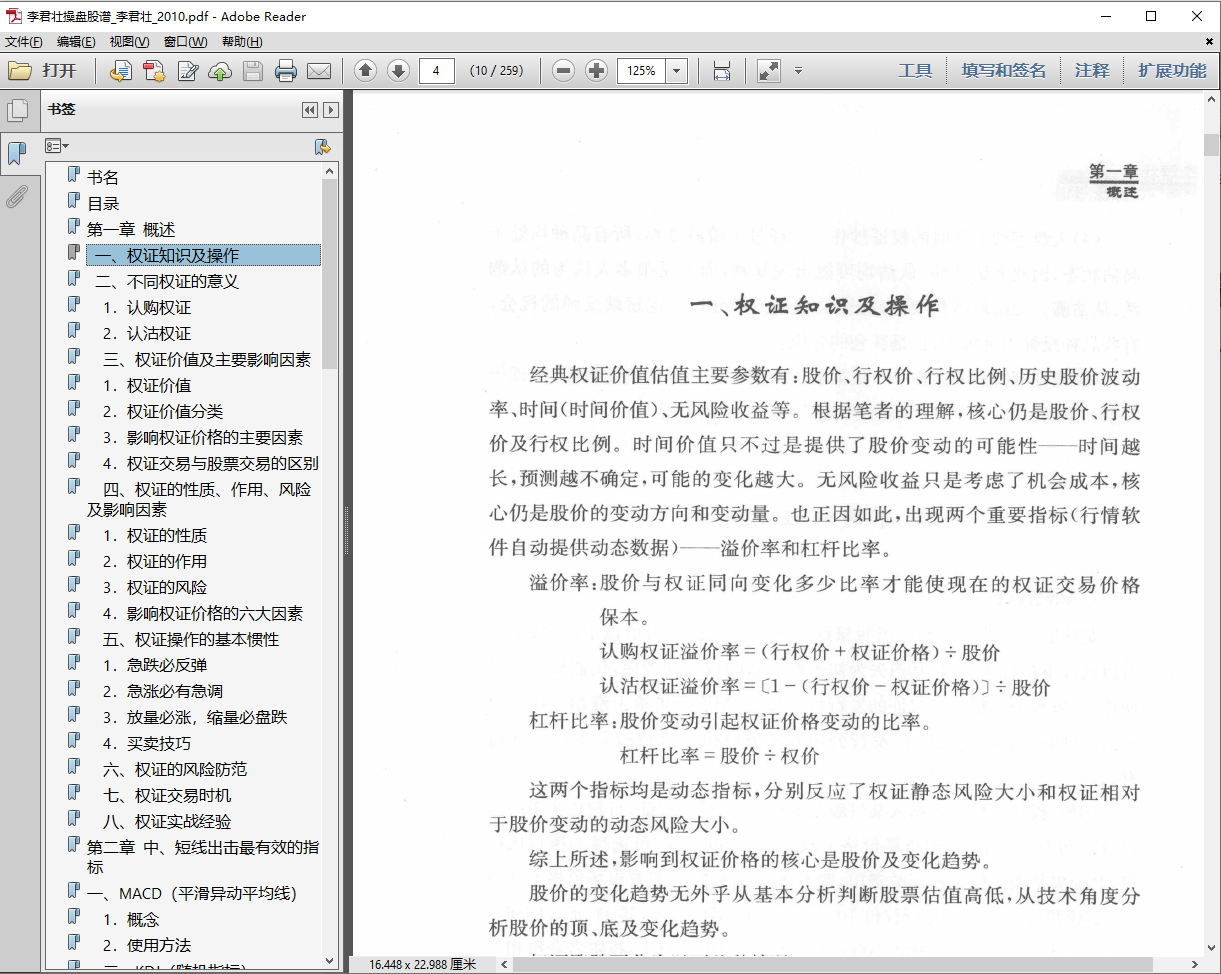 李君壮操盘股谱_李君壮_2010.pdf - Adobe Reader
文件(F) 编辑(E) 视图(V) 窗口(W) 帮助(H)
打开 4 (10 / 259) 125% 工具 填写和签名 注释 扩展功能
书签
书名
目录
第一章 概述
一、权证知识及操作
二、不同权证的意义
1．认购权证
2．认沽权证
三、权证价值及主要影响因素
1．权证价值
2．权证价值分类
3．影响权证价格的主要因素
4．权证交易与股票交易的区别
四、权证的性质、作用、风险
及影响因素
1．权证的性质
2．权证的作用
3．权证的风险
4．影响权证价格的六大因素
五、权证操作的基本惯性
1．急跌必反弹
2．急涨必有急调
3．放量必涨，缩量必盘跌
4．买卖技巧
六、权证的风险防范
七、权证交易时机
八、权证实战经验
第二章 中、短线出击最有效的指
标
一、MACD（平滑异动平均线）
1．概念
2．使用方法
二、KDJ（随机指标）
第一章
概述
一、权证知识及操作
经典权证价值估值主要参数有：股价、行权价、行权比例、历史股价波动
率、时间(时间价值)、无风险收益等。根据笔者的理解，核心仍是股价、行权
价及行权比例。时间价值只不过是提供了股价变动的可能性——时间越
长，预测越不确定，可能的变化越大。无风险收益只是考虑了机会成本，核
心仍是股价的变动方向和变动量。也正因如此，出现两个重要指标(行情软
件自动提供动态数据)——溢价率和杠杆比率。
溢价率：股价与权证同向变化多少比率才能使现在的权证交易价格
保本。
认购权证溢价率＝(行权价＋权证价格)÷股价
认沽权证溢价率＝〔1－(行权价－权证价格)〕÷股价
杠杆比率：股价变动引起权证价格变动的比率。
杠杆比率＝股价÷权价
这两个指标均是动态指标，分别反应了权证静态风险大小和权证相对
于股价变动的动态风险大小。
综上所述，影响到权证价格的核心是股价及变化趋势。
股价的变化趋势无外乎从基本分析判断股票估值高低，从技术角度分
析股价的顶、底及变化趋势。
16.448 x 22.988 厘米